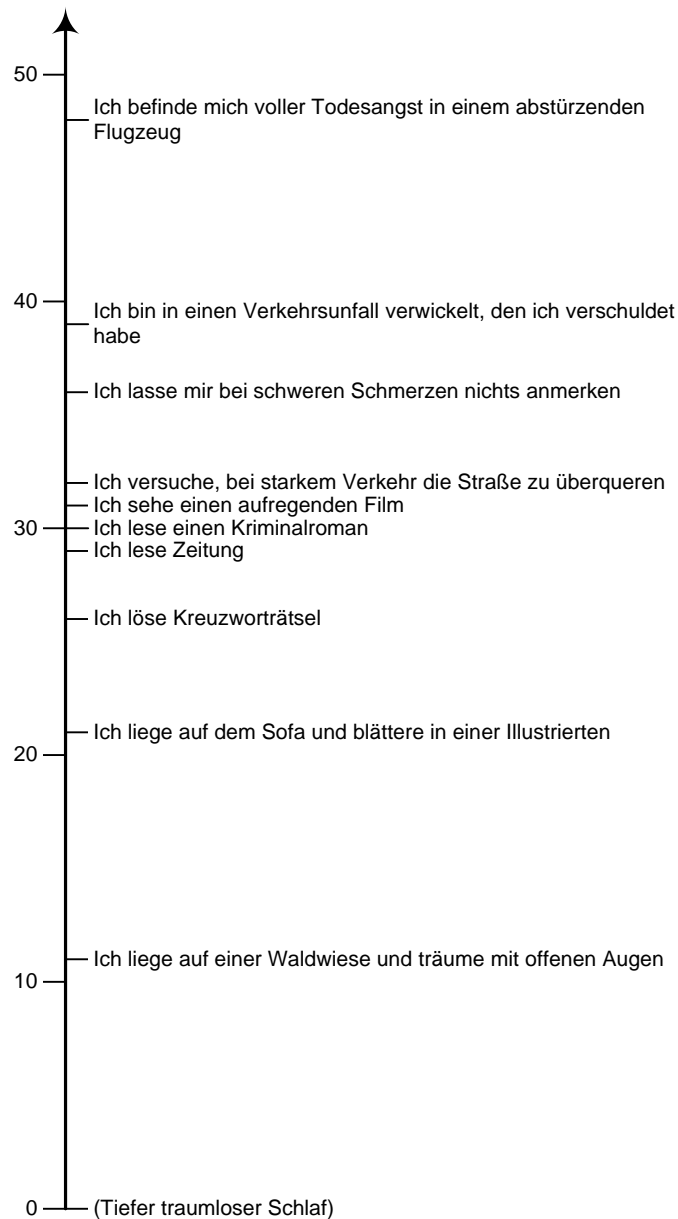 50
Ich befinde mich voller Todesangst in einem abstürzenden
Flugzeug
40
Ich bin in einen Verkehrsunfall verwickelt, den ich verschuldet
habe
Ich lasse mir bei schweren Schmerzen nichts anmerken
Ich versuche, bei starkem Verkehr die Straße zu überqueren
Ich sehe einen aufregenden Film
30 Ich lese einen Kriminalroman
Ich lese Zeitung
Ich löse Kreuzworträtsel
Ich liege auf dem Sofa und blättere in einer Illustrierten
20
Ich liege auf einer Waldwiese und träume mit offenen Augen
10
0 (Tiefer traumloser Schlaf)